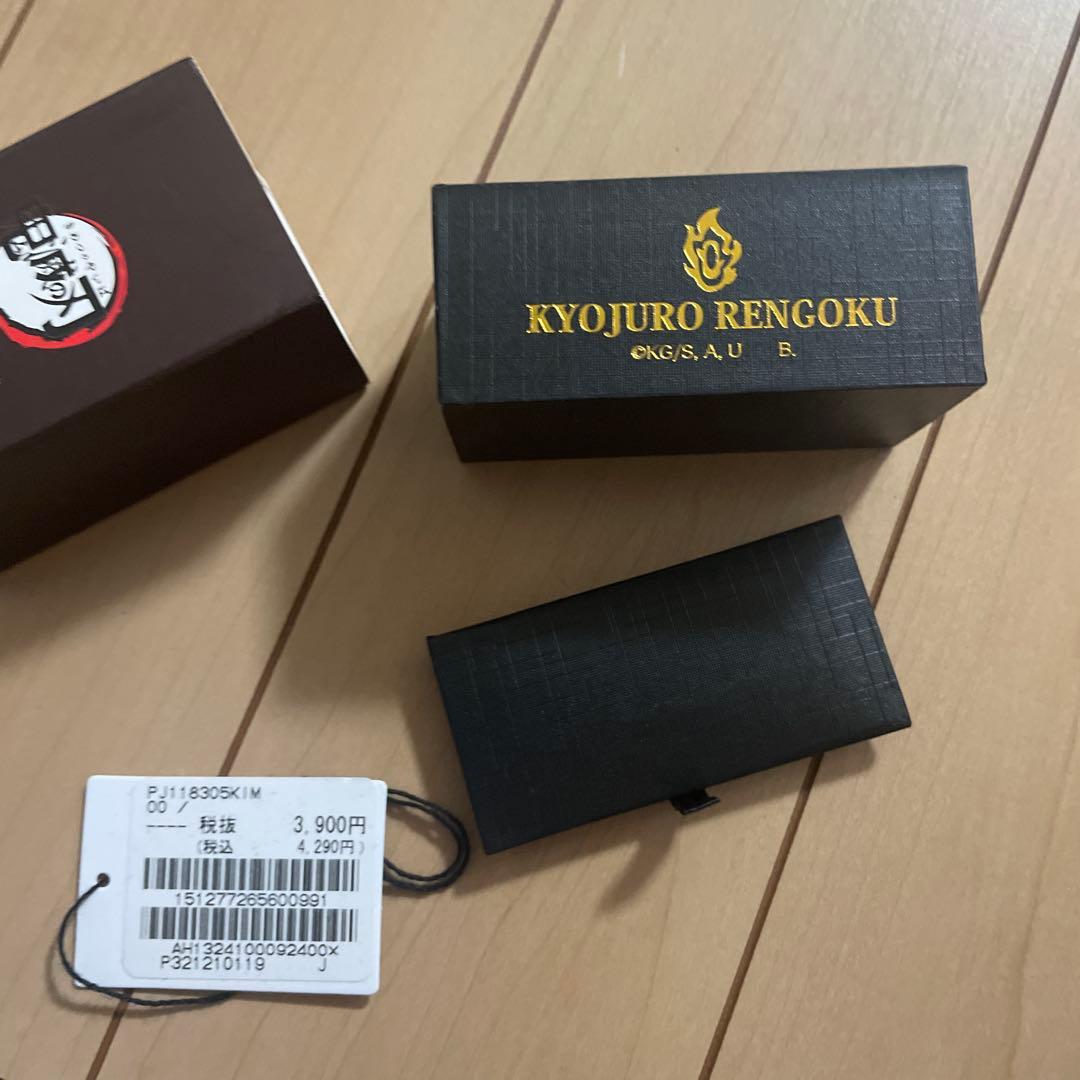 KYOJURO RENGOKU
©KG/S, A, U B.
PJ118305KIM
00 /
---- 税抜 3,900円
(税込 4,290円)
151277265600991
AH1324100092400X
P321210119 J